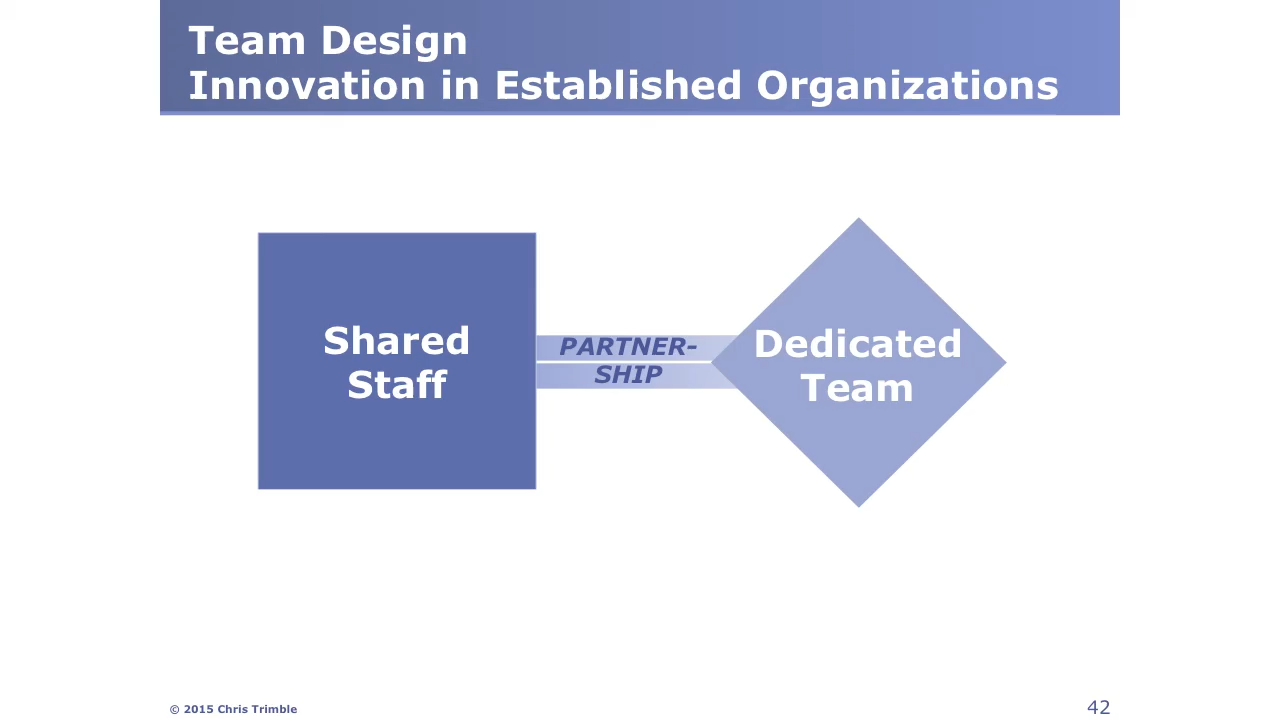 Team Design
Innovation in Established Organizations
Shared
Staff
PARTNER-
SHIP
Dedicated
Team
© 2015 Chris Trimble
42